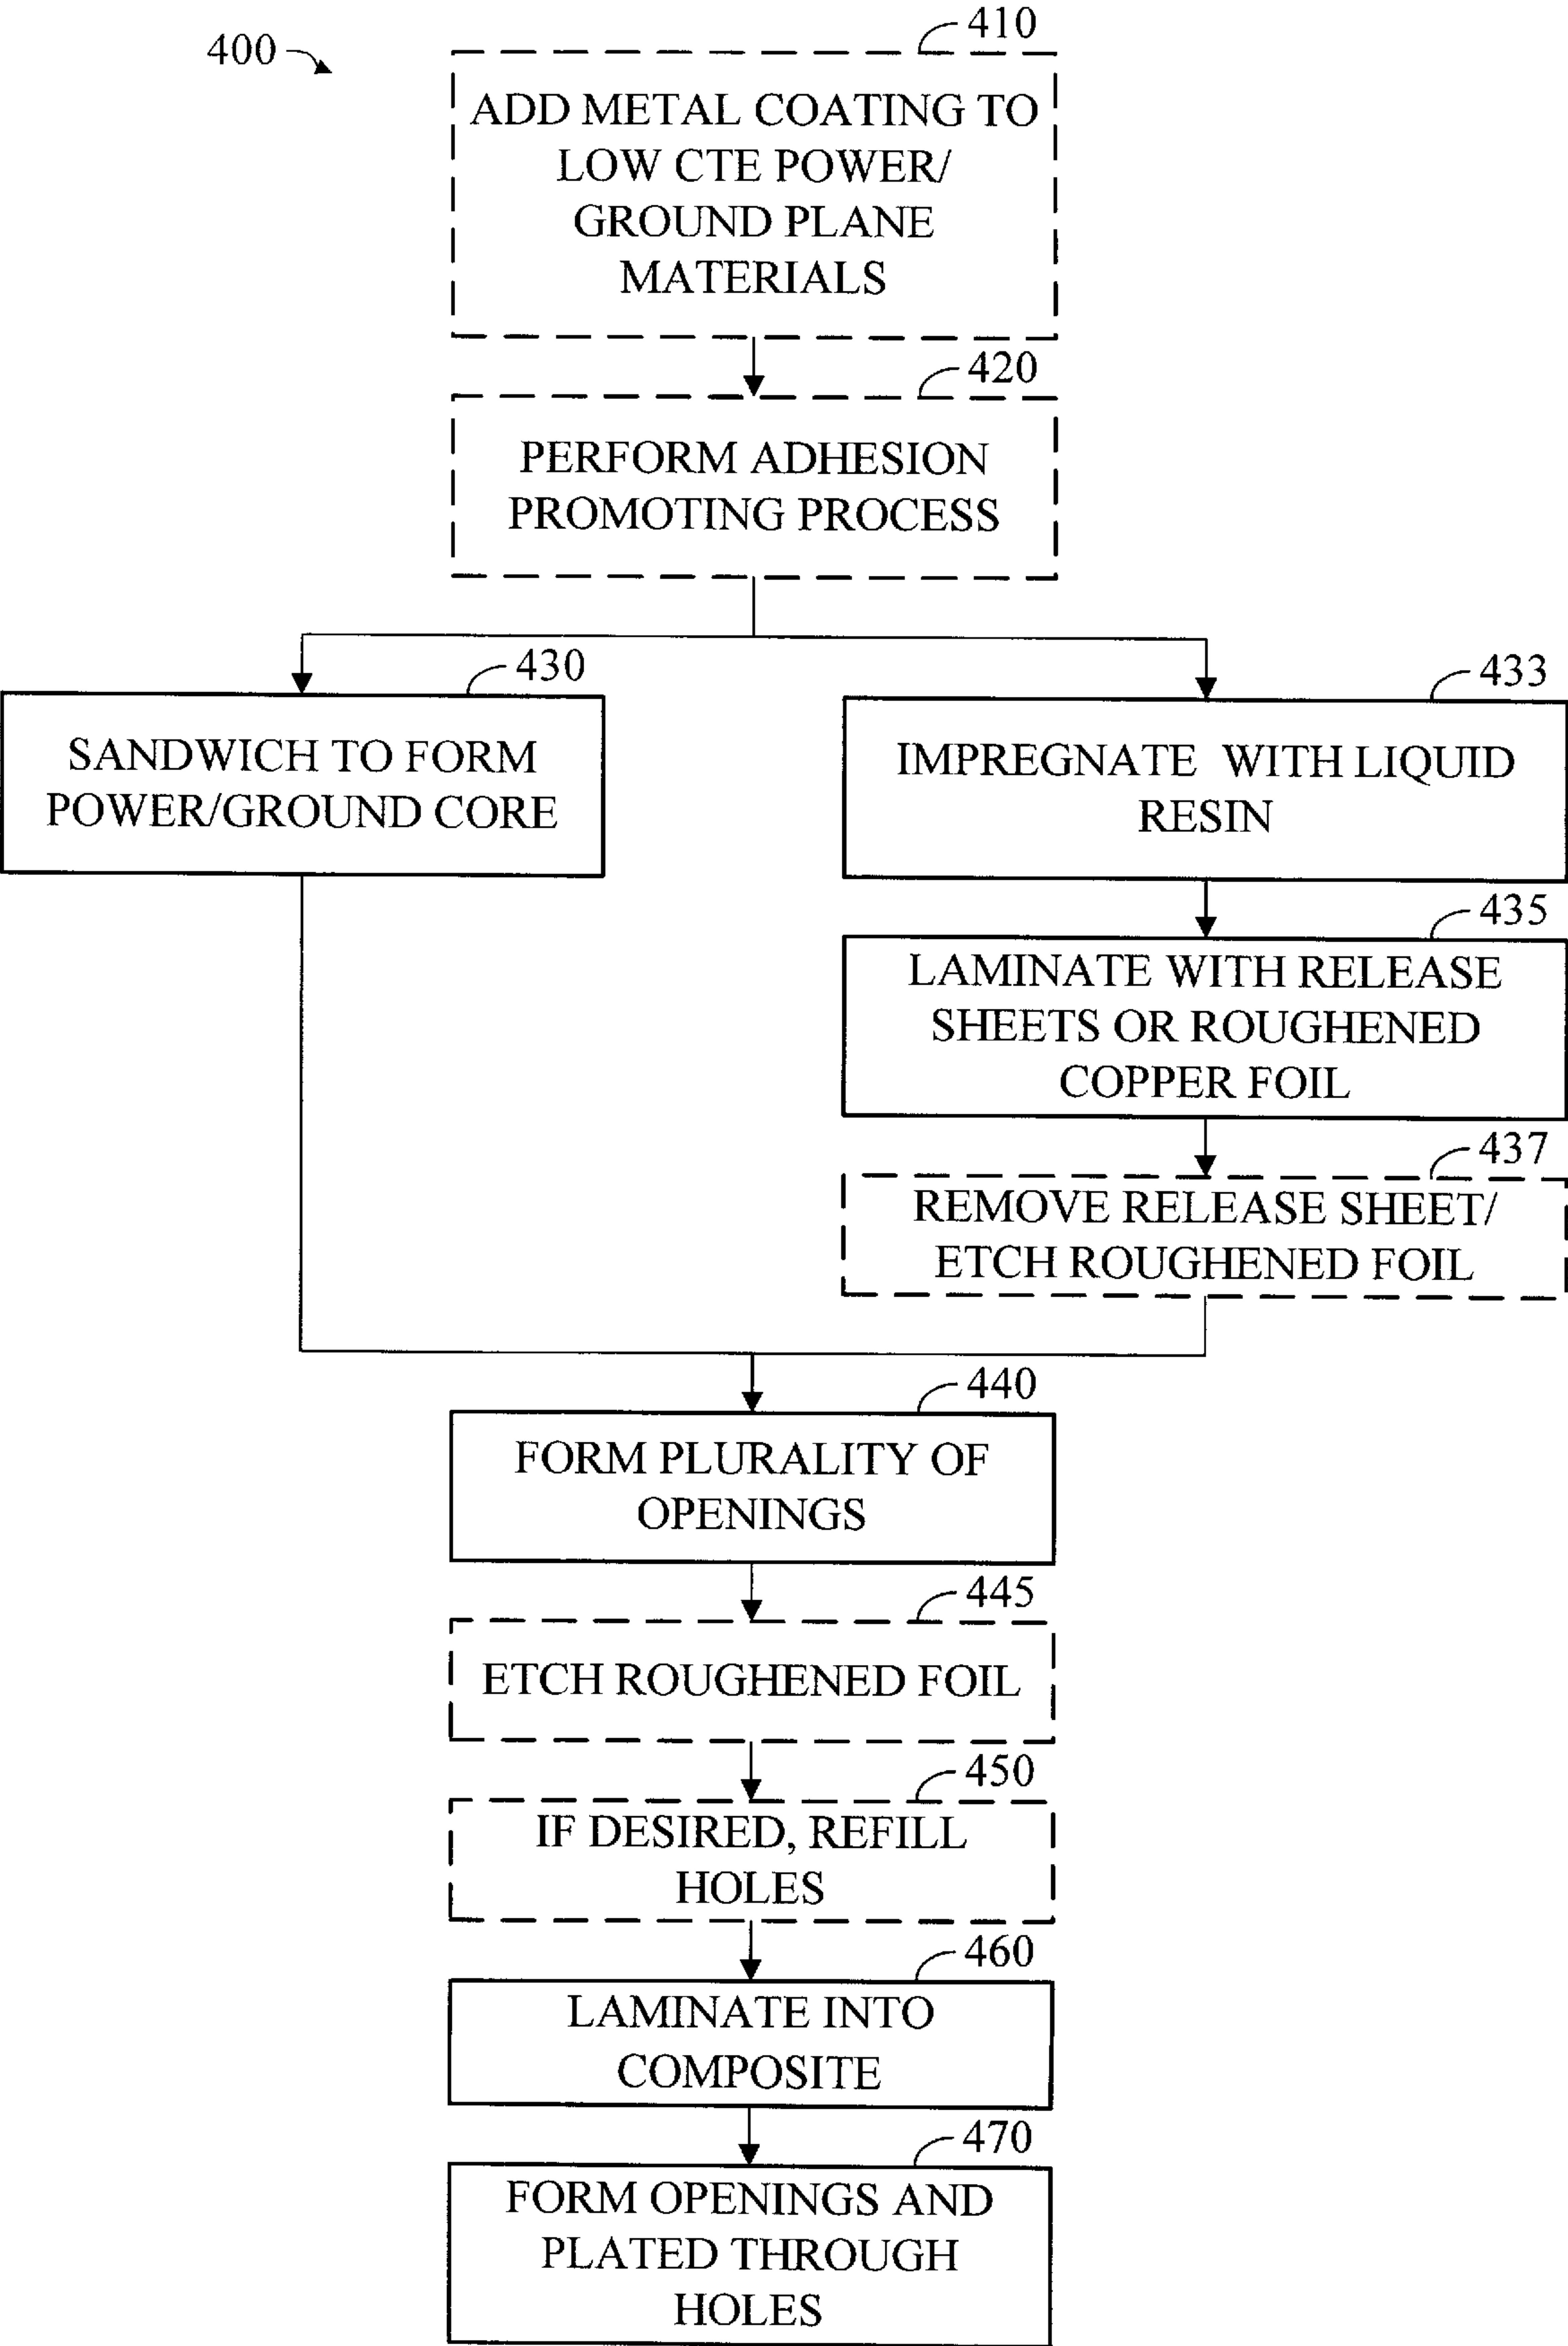 400
410
ADD METAL COATING TO
LOW CTE POWER/
GROUND PLANE
MATERIALS
420
PERFORM ADHESION
PROMOTING PROCESS
430
SANDWICH TO FORM
POWER/GROUND CORE
433
IMPREGNATE WITH LIQUID
RESIN
435
LAMINATE WITH RELEASE
SHEETS OR ROUGHENED
COPPER FOIL
437
REMOVE RELEASE SHEET/
ETCH ROUGHENED FOIL
440
FORM PLURALITY OF
OPENINGS
445
ETCH ROUGHENED FOIL
450
IF DESIRED, REFILL
HOLES
460
LAMINATE INTO
COMPOSITE
470
FORM OPENINGS AND
PLATED THROUGH
HOLES